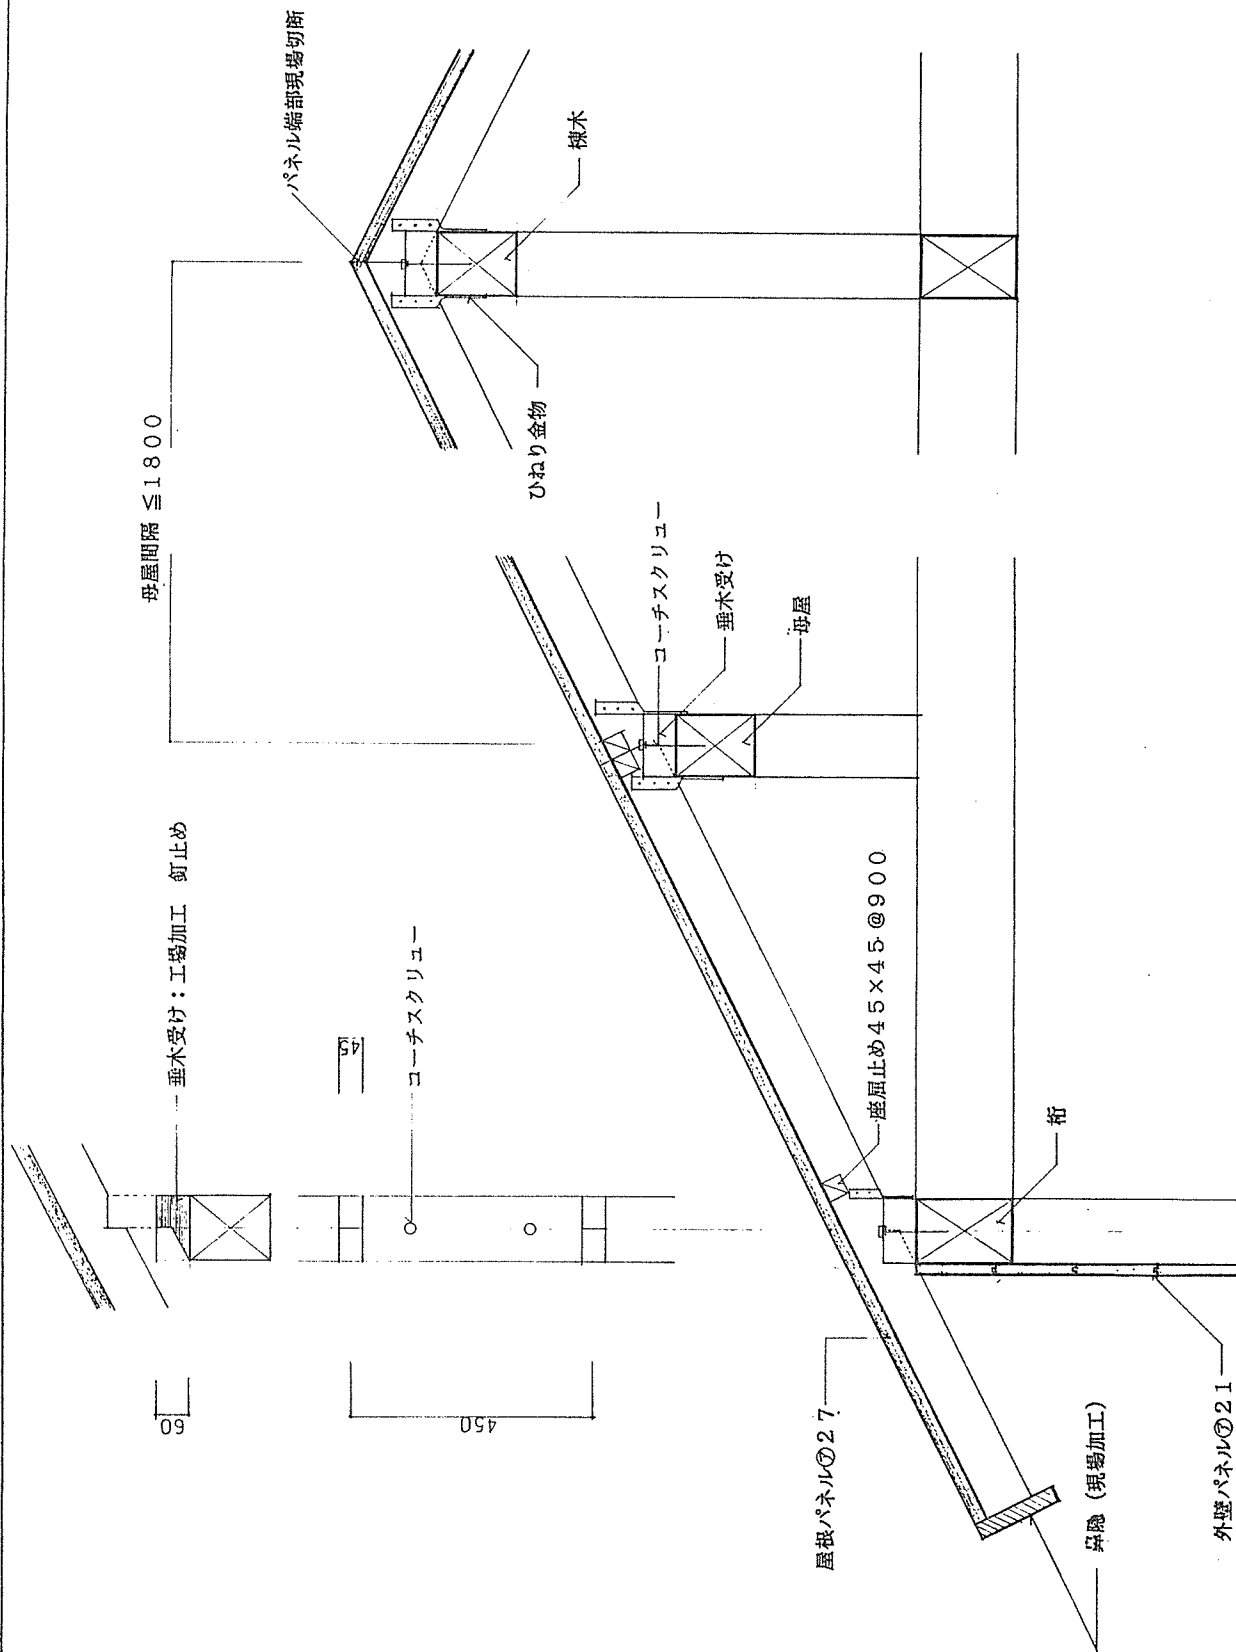 パネル端部現場切断
母屋間隔 ≦1800
棟木
ひねり金物
垂木受け：工場加工 釘止め
コーチスクリュー
垂木受け
母屋
45
コーチスクリュー
座屈止め45×45@900
桁
60
450
屋根パネル㋐27
鼻隠 (現場加工)
外壁パネル㋐21